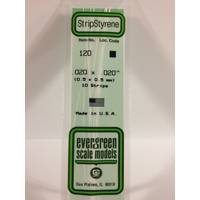 StripStyrene
Item No. Loc. Code
120
.020 x .020"
(0.5 x 0.5 mm)
10 Strips
Made in U.S.A.
evergreen
scale models
Des Plaines, IL 60018